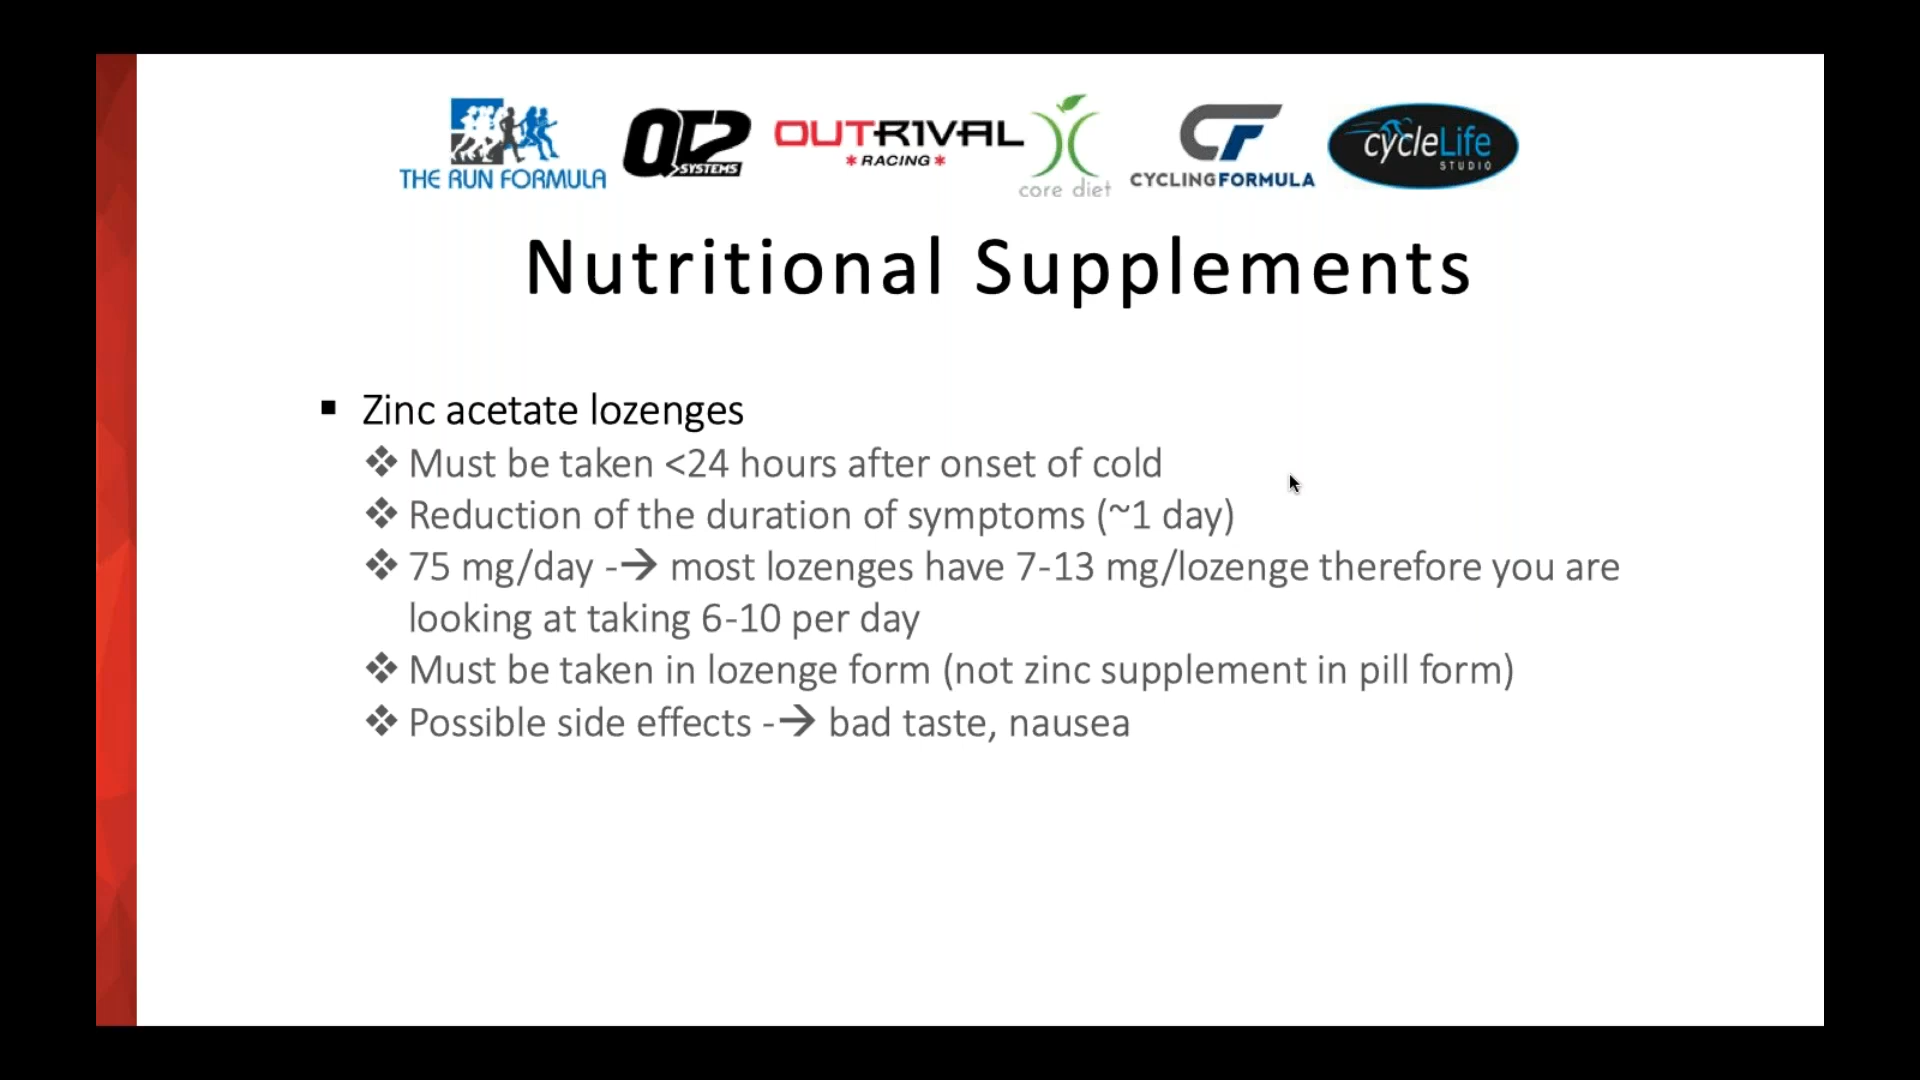 THE RUN FORMULA
QT2 SYSTEMS
OUTRIVAL
*RACING*
core diet
CYCLINGFORMULA
cycleLife
STUDIO
Nutritional Supplements
▪ Zinc acetate lozenges
❖ Must be taken <24 hours after onset of cold
❖ Reduction of the duration of symptoms (~1 day)
❖ 75 mg/day -→ most lozenges have 7-13 mg/lozenge therefore you are
looking at taking 6-10 per day
❖ Must be taken in lozenge form (not zinc supplement in pill form)
❖ Possible side effects -→ bad taste, nausea